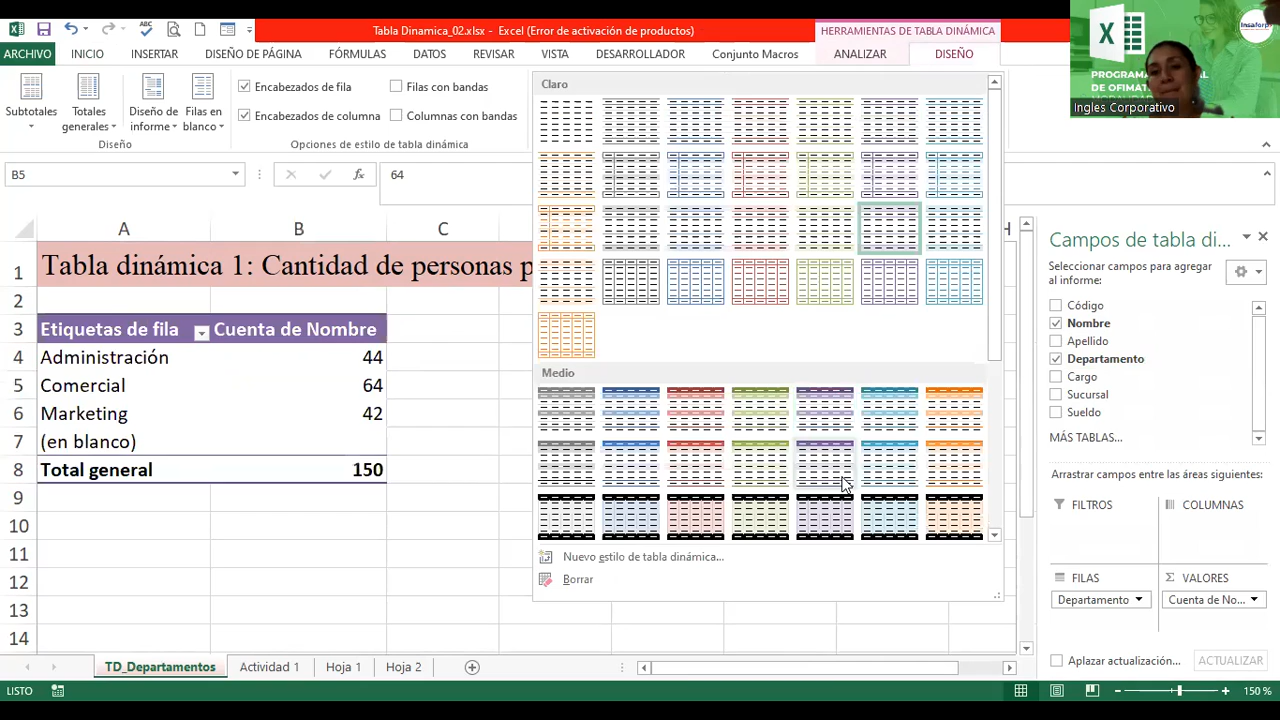 Tabla Dinamica_02.xlsx - Excel (Error de activación de productos)
HERRAMIENTAS DE TABLA DINÁMICA
ARCHIVO INICIO INSERTAR DISEÑO DE PÁGINA FÓRMULAS DATOS REVISAR VISTA DESARROLLADOR Conjunto Macros ANALIZAR DISEÑO
Subtotales
Totales generales
Diseño de informe
Filas en blanco
Diseño
Encabezados de fila
Filas con bandas
Encabezados de columna
Columnas con bandas
Opciones de estilo de tabla dinámica
Claro
Medio
Nuevo estilo de tabla dinámica...
Borrar
Insaforp
PROGRAMA
DE OFIMÁT
Ingles Corporativo
B5
fx
64
A B C H
1 Tabla dinámica 1: Cantidad de personas p
2
3 Etiquetas de fila Cuenta de Nombre
4 Administración 44
5 Comercial 64
6 Marketing 42
7 (en blanco)
8 Total general 150
9
10
11
12
13
14
Campos de tabla di...
Seleccionar campos para agregar
al informe:
Código
Nombre
Apellido
Departamento
Cargo
Sucursal
Sueldo
MÁS TABLAS...
Arrastrar campos entre las áreas siguientes:
FILTROS
COLUMNAS
FILAS
VALORES
Departamento
Cuenta de No...
Aplazar actualización...
ACTUALIZAR
TD_Departamentos Actividad 1 Hoja 1 Hoja 2
LISTO
150 %